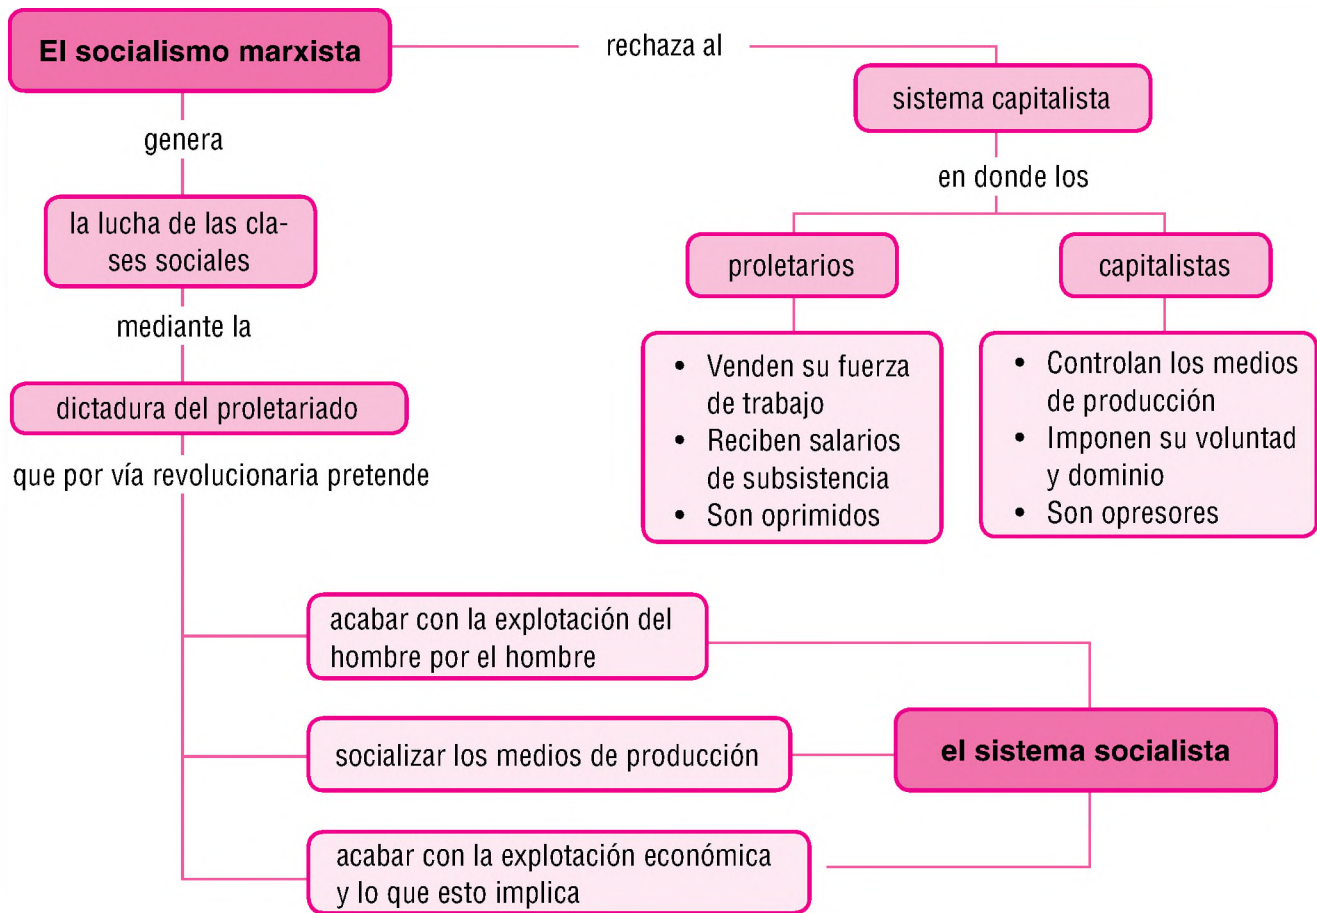 El socialismo marxista
rechaza al
sistema capitalista
en donde los
proletarios
capitalistas
• Venden su fuerza
de trabajo
• Reciben salarios
de subsistencia
• Son oprimidos
• Controlan los medios
de producción
• Imponen su voluntad
y dominio
• Son opresores
genera
la lucha de las cla-
ses sociales
mediante la
dictadura del proletariado
que por vía revolucionaria pretende
acabar con la explotación del
hombre por el hombre
socializar los medios de producción
acabar con la explotación económica
y lo que esto implica
el sistema socialista